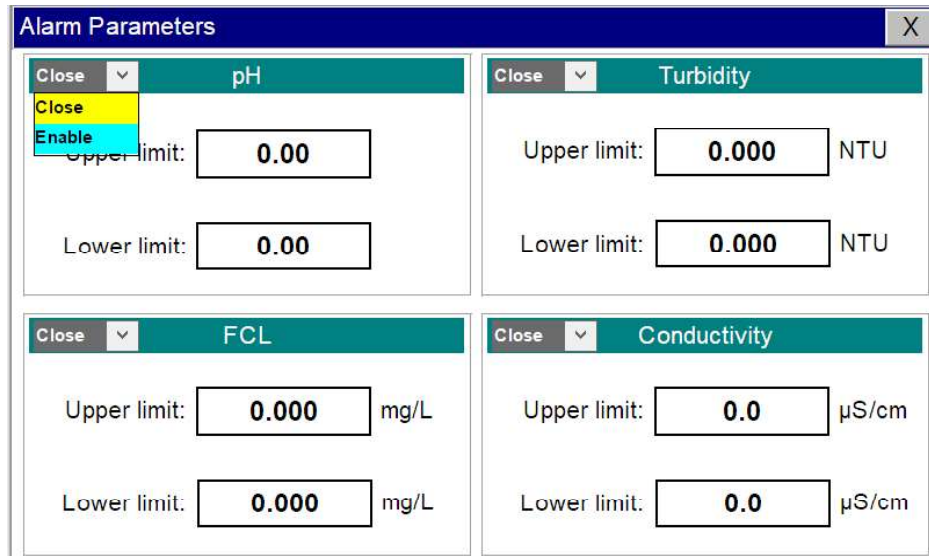 Alarm Parameters X
Close pH
Close
Enable
Upper limit: 0.00
Lower limit: 0.00
Close Turbidity
Upper limit: 0.000 NTU
Lower limit: 0.000 NTU
Close FCL
Upper limit: 0.000 mg/L
Lower limit: 0.000 mg/L
Close Conductivity
Upper limit: 0.0 µS/cm
Lower limit: 0.0 µS/cm